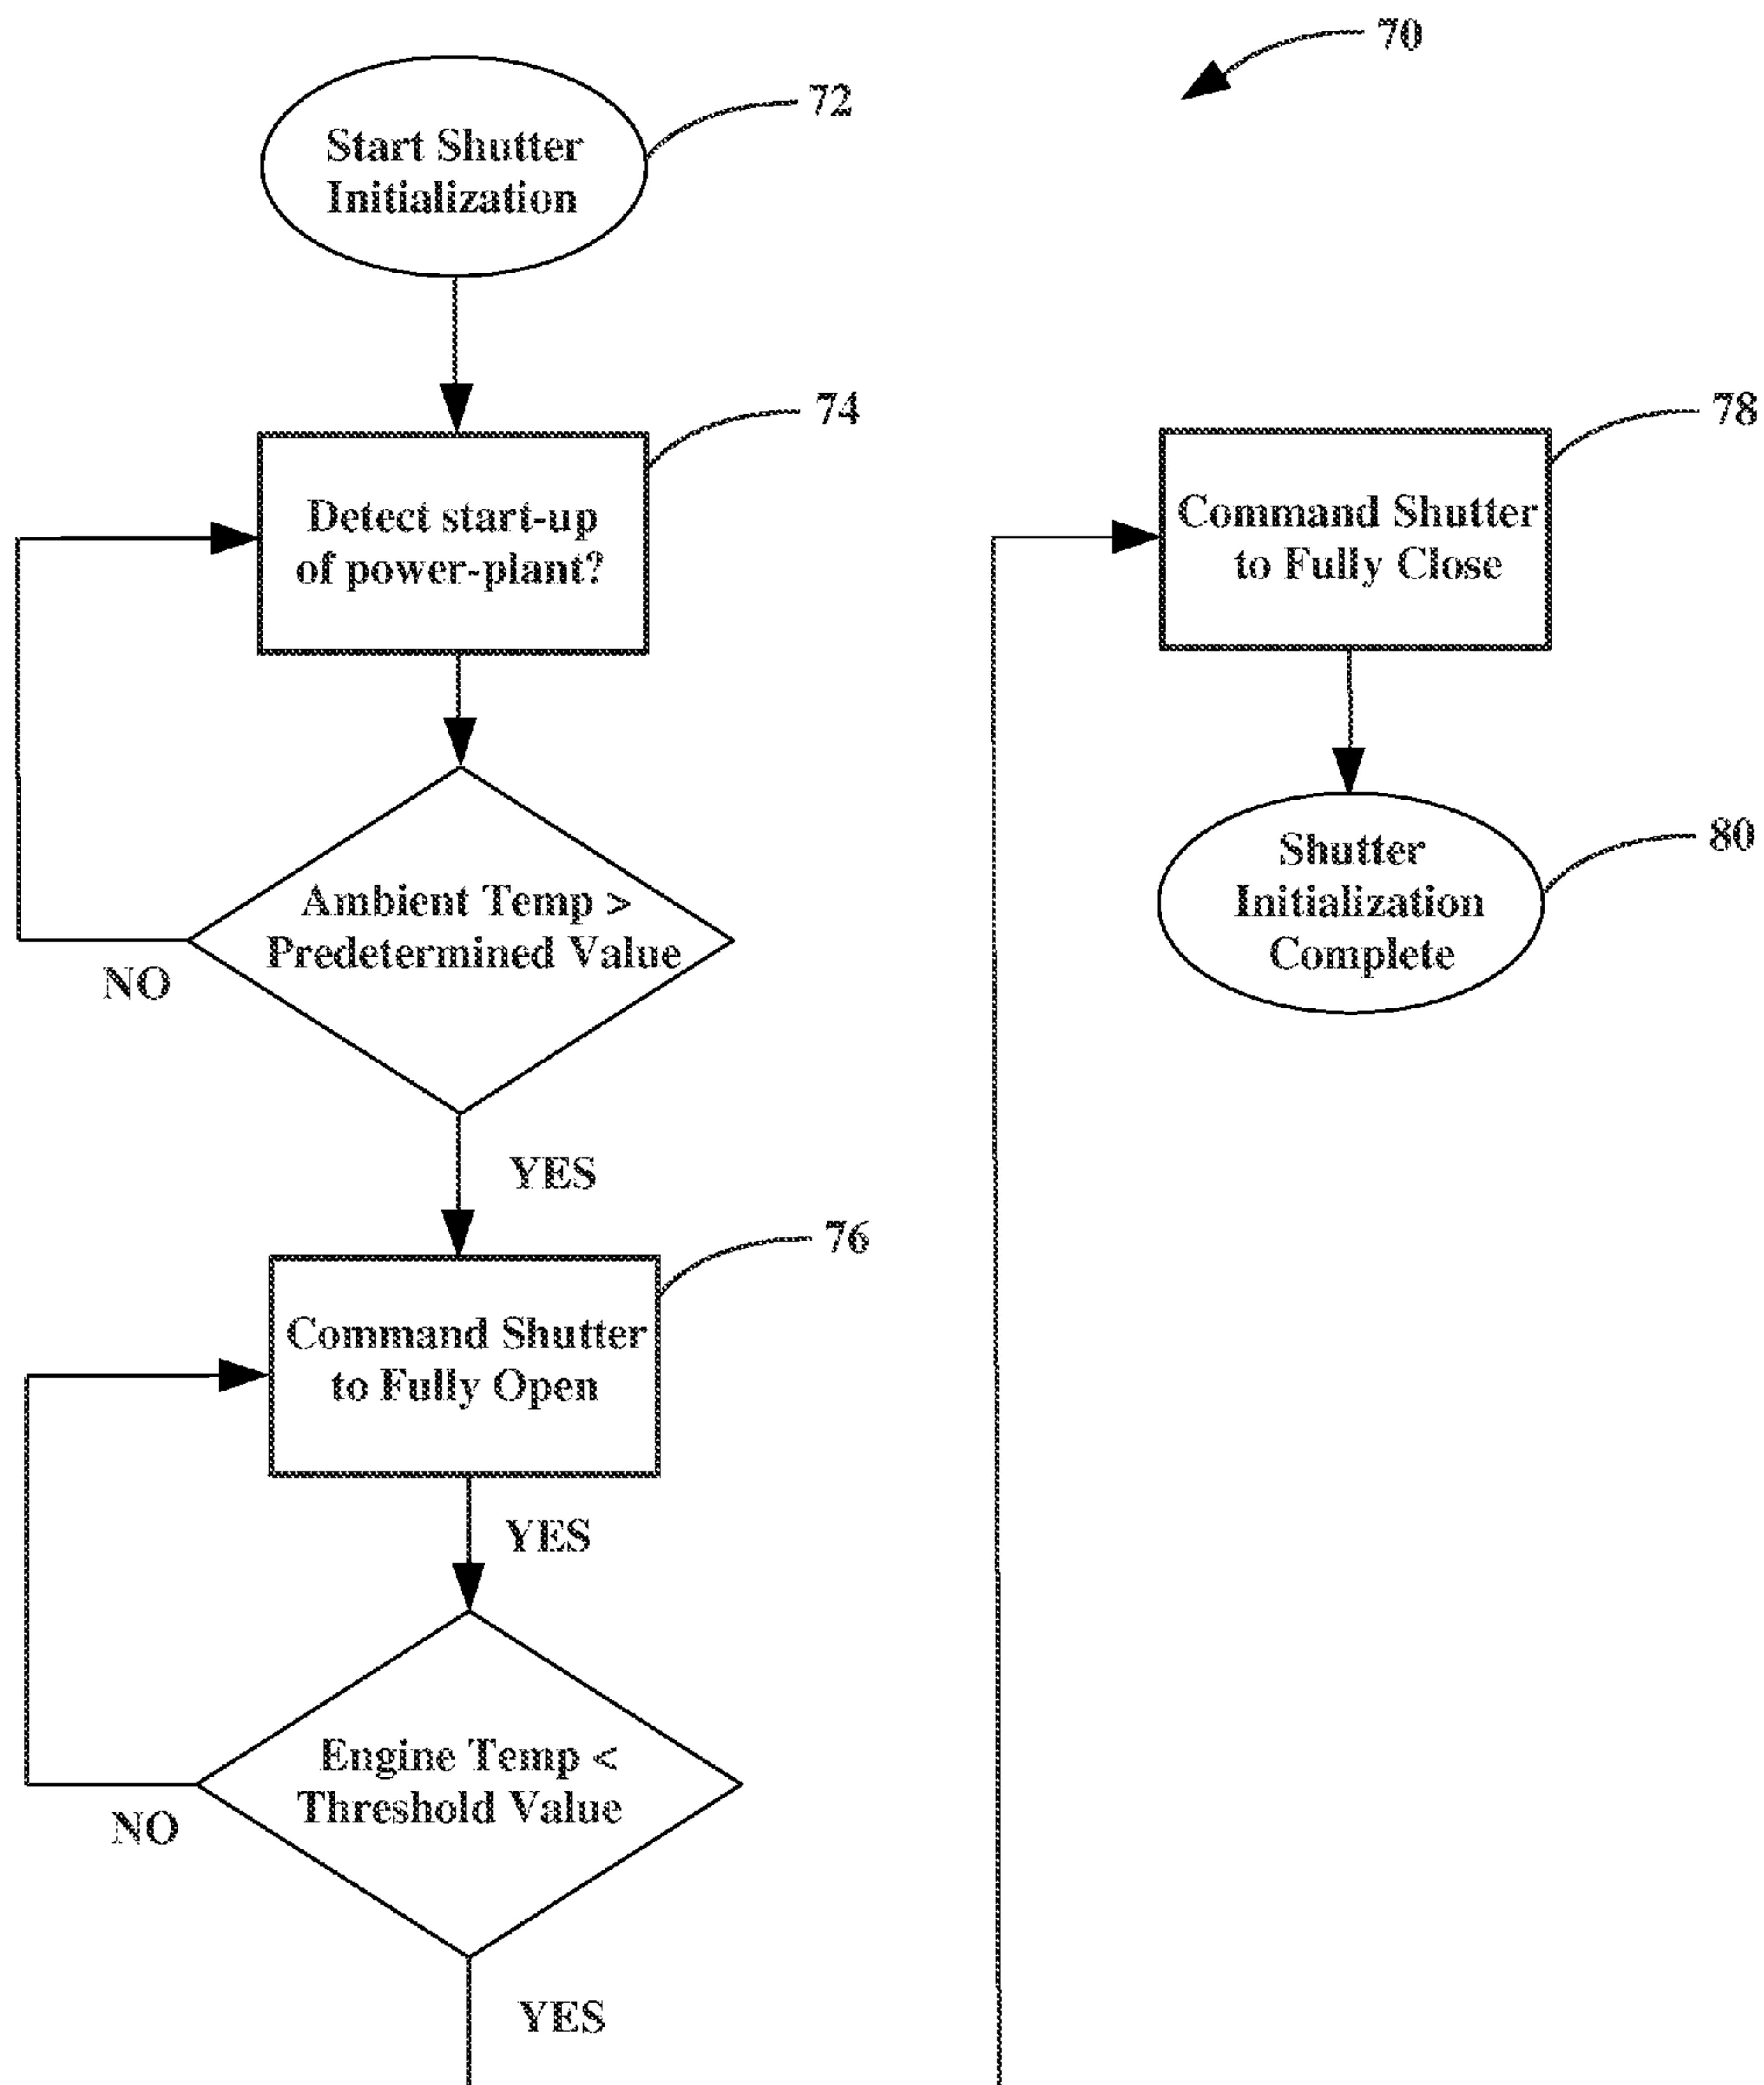 70
72
Start Shutter
Initialization
74
Detect start-up
of power-plant?
Ambient Temp >
Predetermined Value
NO
YES
76
Command Shutter
to Fully Open
YES
Engine Temp <
Threshold Value
NO
YES
78
Command Shutter
to Fully Close
80
Shutter
Initialization
Complete